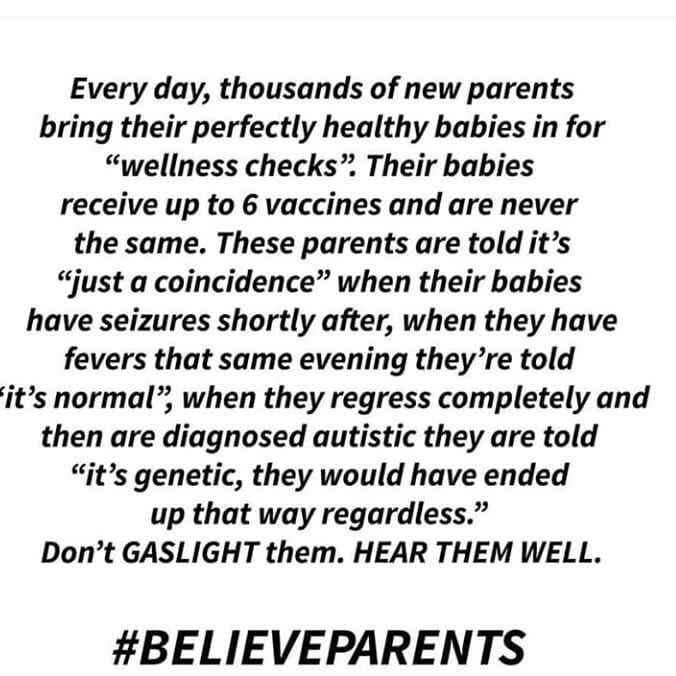 Every day, thousands of new parents
bring their perfectly healthy babies in for
“wellness checks”. Their babies
receive up to 6 vaccines and are never
the same. These parents are told it’s
“just a coincidence” when their babies
have seizures shortly after, when they have
fevers that same evening they’re told
“it’s normal”, when they regress completely and
then are diagnosed autistic they are told
“it’s genetic, they would have ended
up that way regardless.”
Don’t GASLIGHT them. HEAR THEM WELL.
#BELIEVEPARENTS